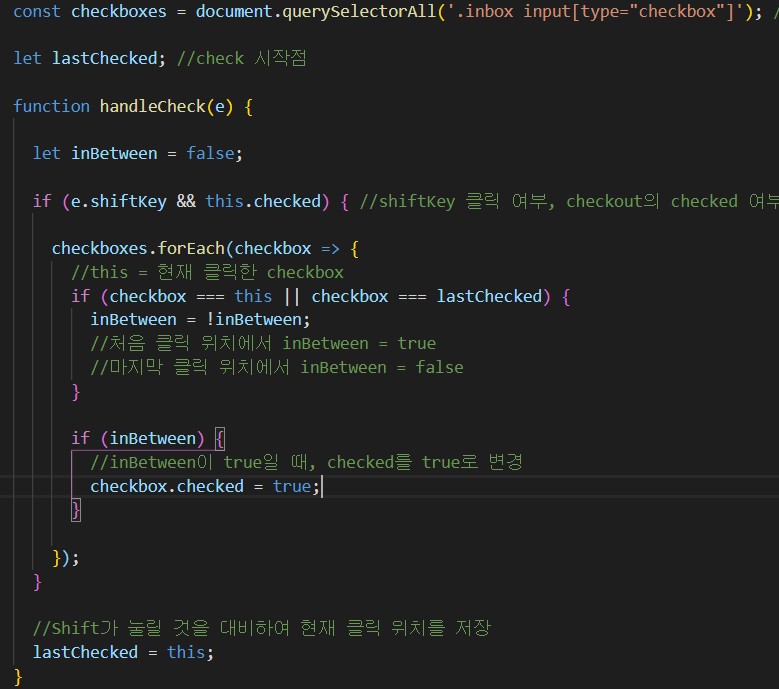 const checkboxes = document.querySelectorAll('.inbox input[type="checkbox"]'); /
let lastChecked; //check 시작점
function handleCheck(e) {
let inBetween = false;
if (e.shiftKey && this.checked) { //shiftKey 클릭 여부, checkout의 checked 여부
checkboxes.forEach(checkbox => {
//this = 현재 클릭한 checkbox
if (checkbox === this || checkbox === lastChecked) {
inBetween = !inBetween;
//처음 클릭 위치에서 inBetween = true
//마지막 클릭 위치에서 inBetween = false
}
if (inBetween) {
//inBetween이 true일 때, checked를 true로 변경
checkbox.checked = true;
}
});
}
//Shift가 눌릴 것을 대비하여 현재 클릭 위치를 저장
lastChecked = this;
}